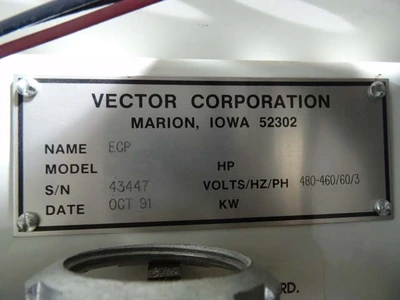 VECTOR CORPORATION
MARION, IOWA 52302
NAME EGP
MODEL HP
S/N 43447 VOLTS/HZ/PH 480-460/60/3
DATE OCT 91 KW
RD.